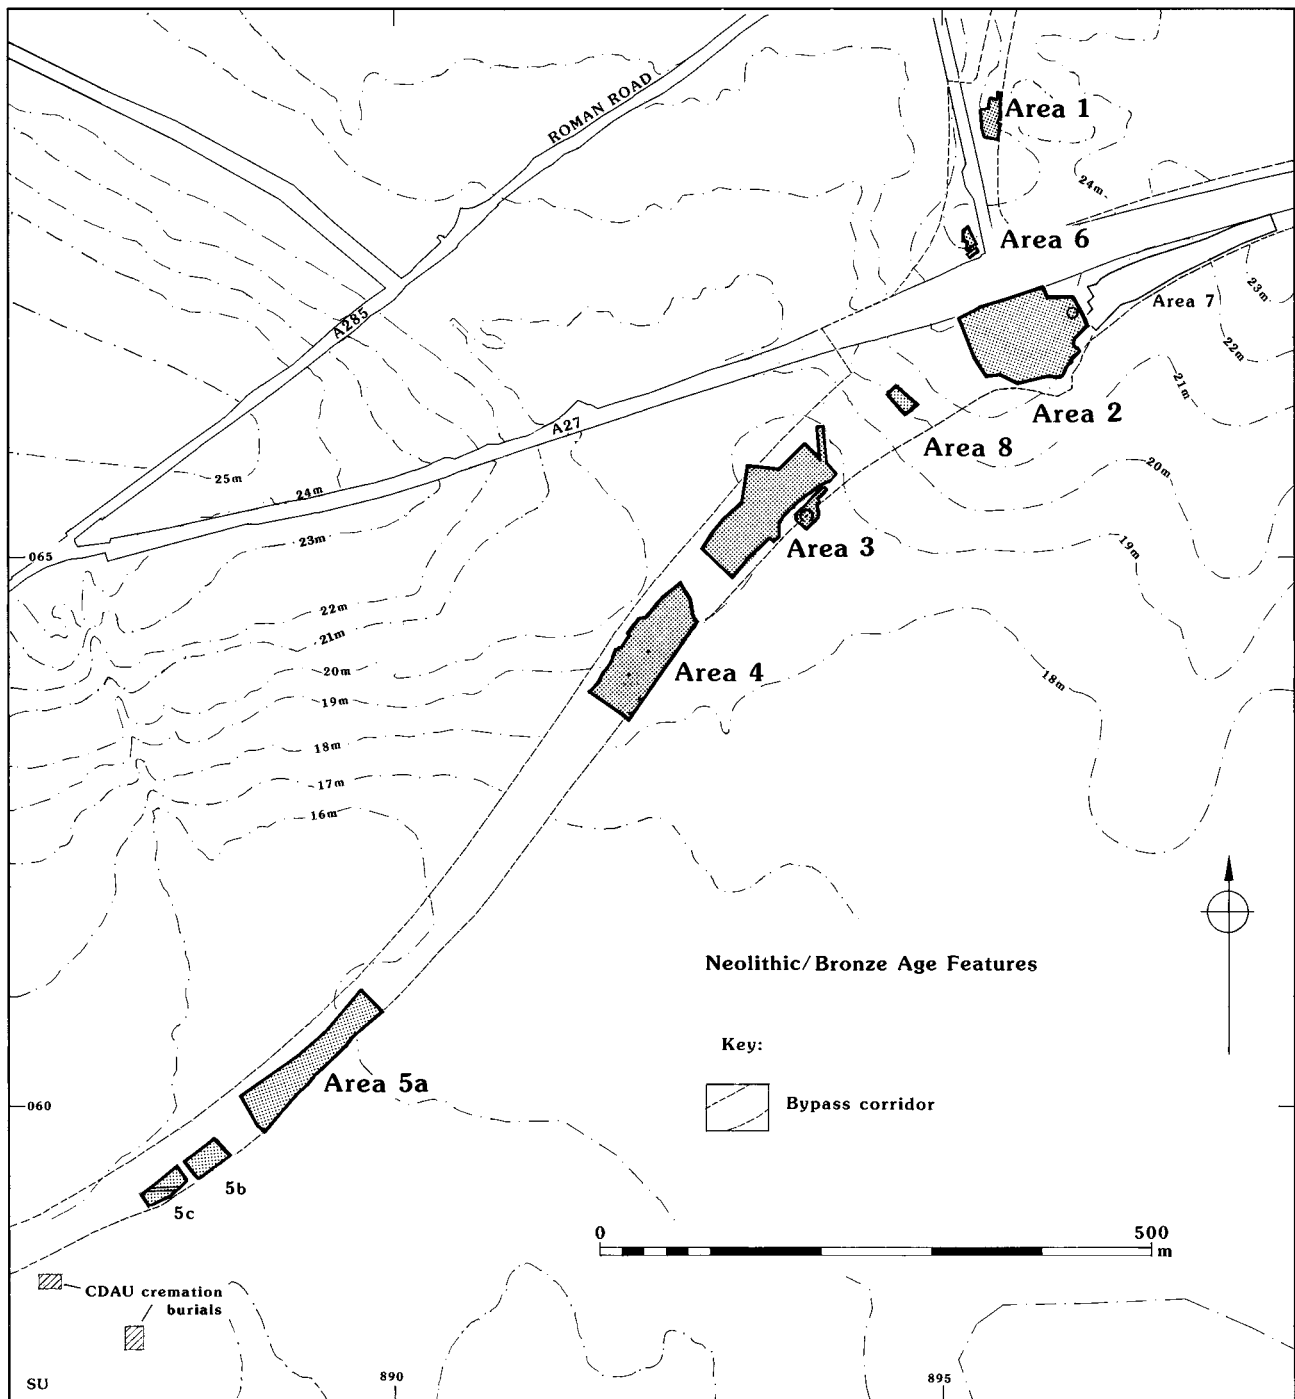 ROMAN ROAD
Area 1
24m
Area 6
23m
Area 7
22m
A285
21m
Area 2
A27
Area 8
20m
25m
24m
23m
19m
Area 3
065
22m
21m
20m
Area 4
18m
19m
18m
17m
16m
Neolithic/Bronze Age Features
Key:
Bypass corridor
Area 5a
060
5b
5c
0
500
m
CDAU cremation
burials
SU
890
895